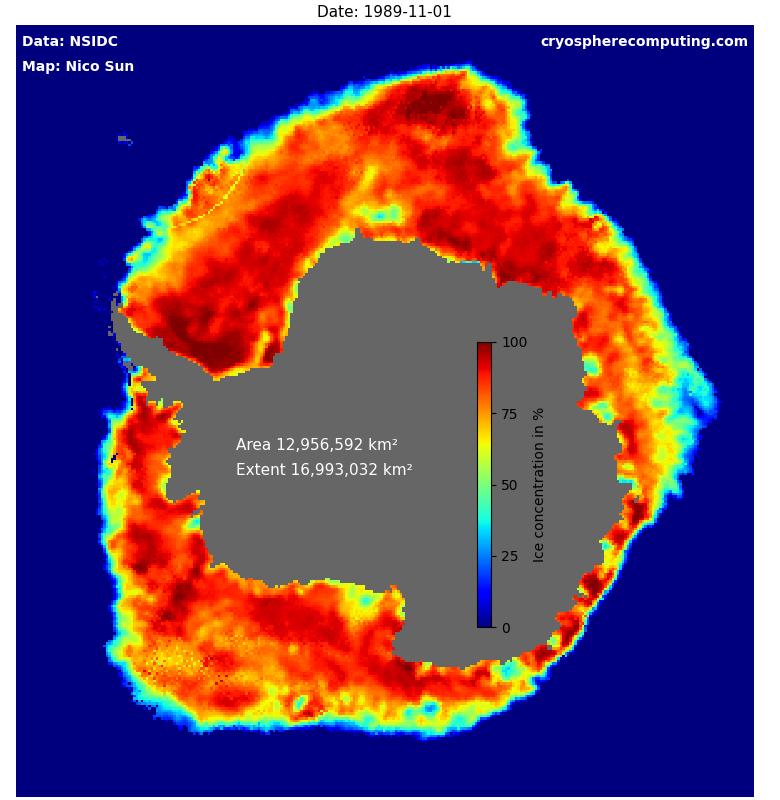 Date: 1989-11-01
Data: NSIDC
cryospherecomputing.com
Map: Nico Sun
Area 12,956,592 km²
Extent 16,993,032 km²
100
75
50
25
0
Ice concentration in %